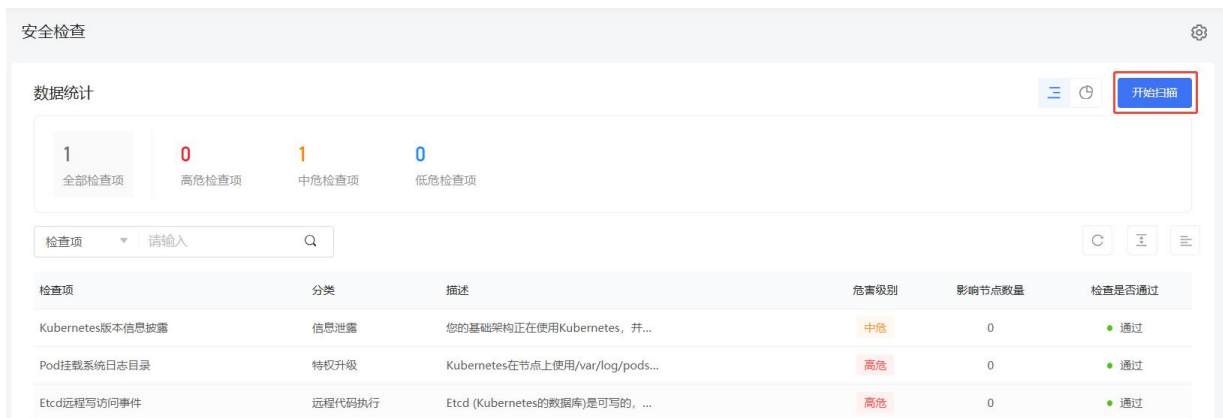 安全检查
数据统计
开始扫描
1
0
1
0
全部检查项
高危检查项
中危检查项
低危检查项
检查项
请输入
检查项 分类 描述 危害级别 影响节点数量 检查是否通过
Kubernetes版本信息披露 信息泄露 您的基础架构正在使用Kubernetes，并... 中危 0 通过
Pod挂载系统日志目录 特权升级 Kubernetes在节点上使用/var/log/pods... 高危 0 通过
Etcd远程写访问事件 远程代码执行 Etcd (Kubernetes的数据库)是可写的，... 高危 0 通过